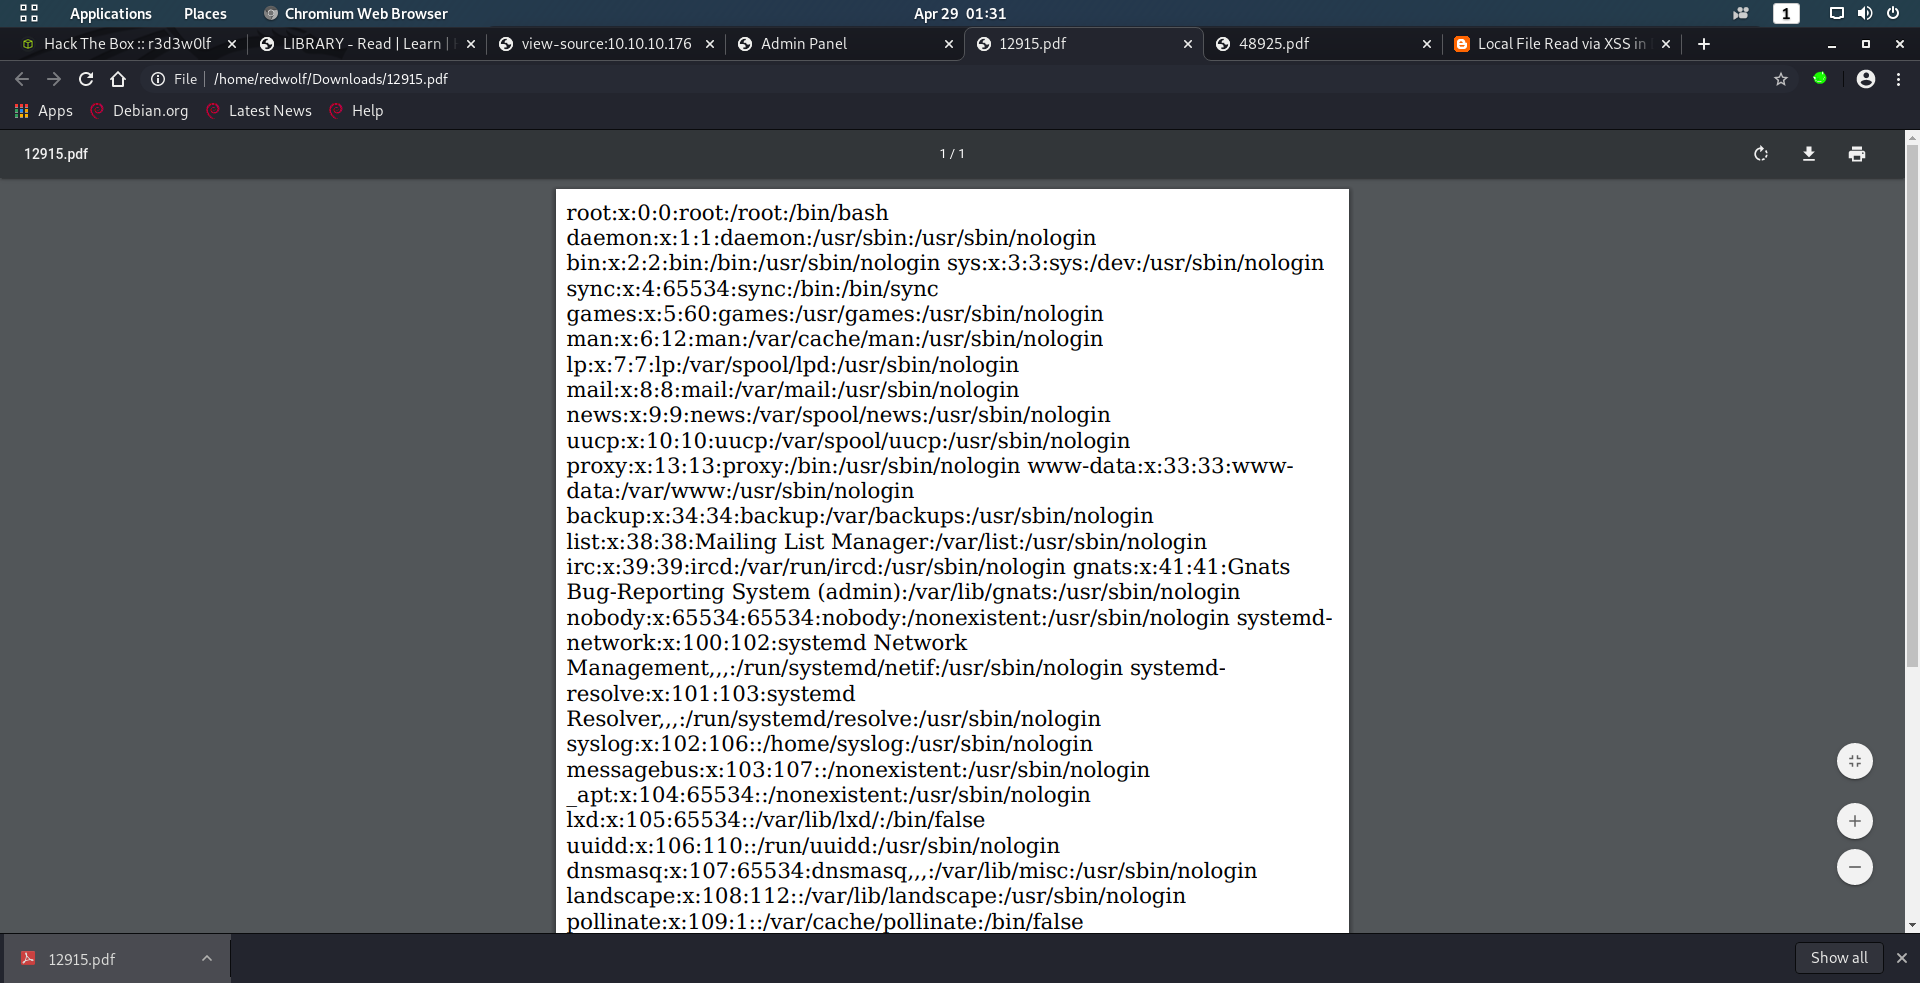 Applications Places Chromium Web Browser Apr 29 01:31 1
Hack The Box :: r3d3w0lf LIBRARY - Read | Learn | view-source:10.10.10.176 Admin Panel 12915.pdf 48925.pdf Local File Read via XSS in
File /home/redwolf/Downloads/12915.pdf
Apps Debian.org Latest News Help
12915.pdf 1 / 1
root:x:0:0:root:/root:/bin/bash
daemon:x:1:1:daemon:/usr/sbin:/usr/sbin/nologin
bin:x:2:2:bin:/bin:/usr/sbin/nologin sys:x:3:3:sys:/dev:/usr/sbin/nologin
sync:x:4:65534:sync:/bin:/bin/sync
games:x:5:60:games:/usr/games:/usr/sbin/nologin
man:x:6:12:man:/var/cache/man:/usr/sbin/nologin
lp:x:7:7:lp:/var/spool/lpd:/usr/sbin/nologin
mail:x:8:8:mail:/var/mail:/usr/sbin/nologin
news:x:9:9:news:/var/spool/news:/usr/sbin/nologin
uucp:x:10:10:uucp:/var/spool/uucp:/usr/sbin/nologin
proxy:x:13:13:proxy:/bin:/usr/sbin/nologin www-data:x:33:33:www-
data:/var/www:/usr/sbin/nologin
backup:x:34:34:backup:/var/backups:/usr/sbin/nologin
list:x:38:38:Mailing List Manager:/var/list:/usr/sbin/nologin
irc:x:39:39:ircd:/var/run/ircd:/usr/sbin/nologin gnats:x:41:41:Gnats
Bug-Reporting System (admin):/var/lib/gnats:/usr/sbin/nologin
nobody:x:65534:65534:nobody:/nonexistent:/usr/sbin/nologin systemd-
network:x:100:102:systemd Network
Management,,,:/run/systemd/netif:/usr/sbin/nologin systemd-
resolve:x:101:103:systemd
Resolver,,,:/run/systemd/resolve:/usr/sbin/nologin
syslog:x:102:106::/home/syslog:/usr/sbin/nologin
messagebus:x:103:107::/nonexistent:/usr/sbin/nologin
_apt:x:104:65534::/nonexistent:/usr/sbin/nologin
lxd:x:105:65534::/var/lib/lxd/:/bin/false
uuidd:x:106:110::/run/uuidd:/usr/sbin/nologin
dnsmasq:x:107:65534:dnsmasq,,,:/var/lib/misc:/usr/sbin/nologin
landscape:x:108:112::/var/lib/landscape:/usr/sbin/nologin
pollinate:x:109:1::/var/cache/pollinate:/bin/false
12915.pdf Show all